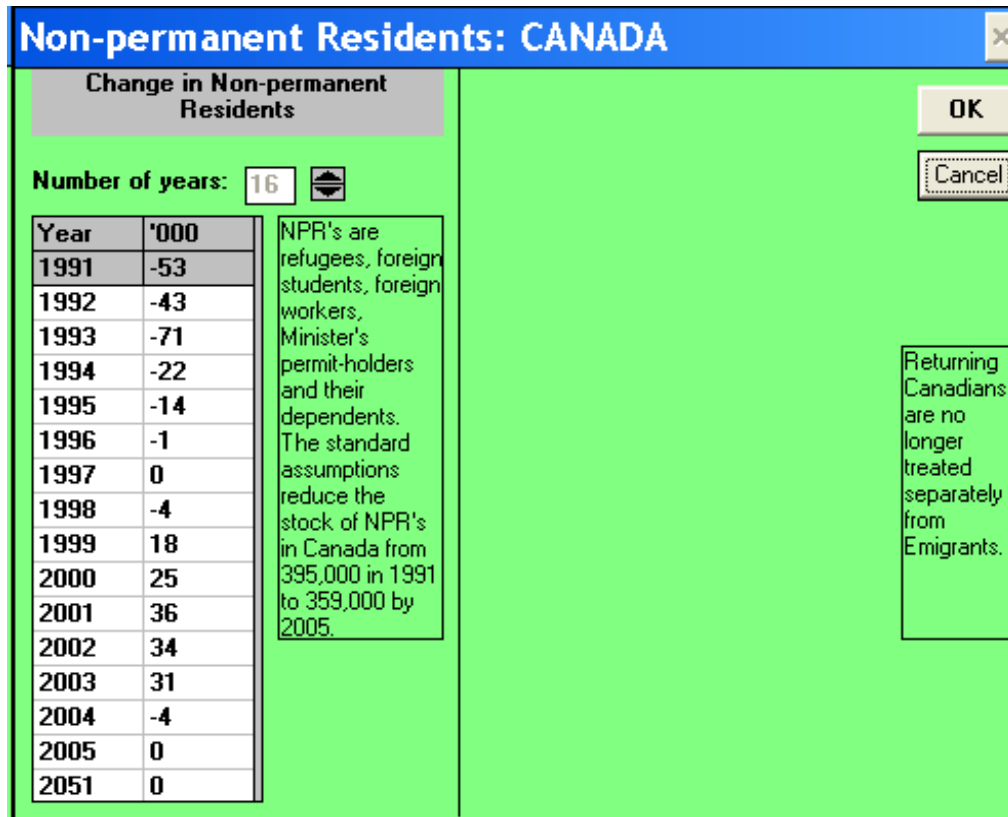 Non-permanent Residents: CANADA
Change in Non-permanent
Residents
Number of years: 16
Year '000
1991 -53
1992 -43
1993 -71
1994 -22
1995 -14
1996 -1
1997 0
1998 -4
1999 18
2000 25
2001 36
2002 34
2003 31
2004 -4
2005 0
2051 0
NPR's are
refugees, foreign
students, foreign
workers,
Minister's
permit-holders
and their
dependents.
The standard
assumptions
reduce the
stock of NPR's
in Canada from
395,000 in 1991
to 359,000 by
2005.
OK
Cancel
Returning
Canadians
are no
longer
treated
separately
from
Emigrants.